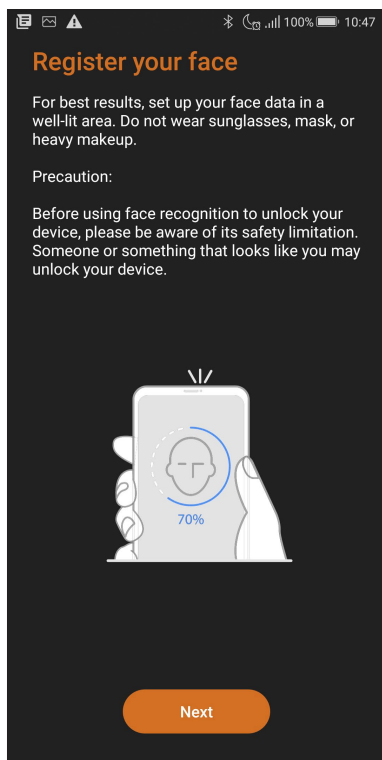 100% 10:47
Register your face
For best results, set up your face data in a
well-lit area. Do not wear sunglasses, mask, or
heavy makeup.
Precaution:
Before using face recognition to unlock your
device, please be aware of its safety limitation.
Someone or something that looks like you may
unlock your device.
70%
Next